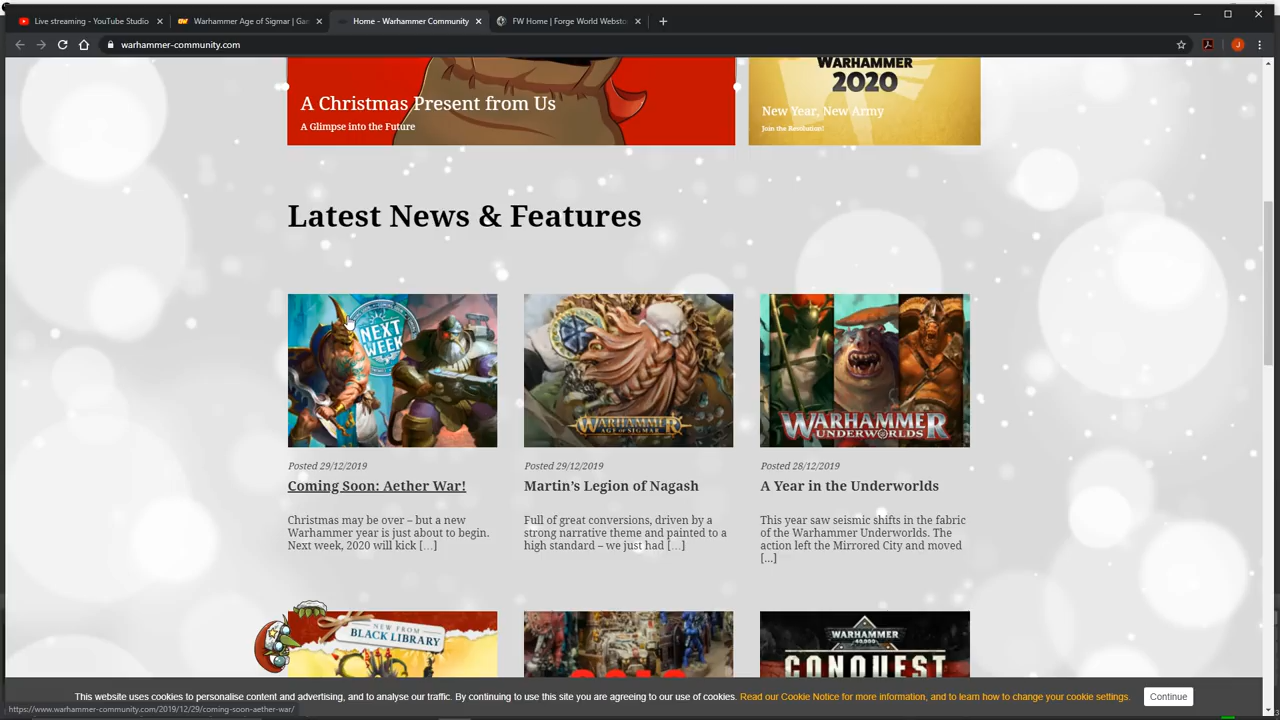 Live streaming - YouTube Studio
Warhammer Age of Sigmar | Gam
Home - Warhammer Community
FW Home | Forge World Webstor
warhammer-community.com
J
A Christmas Present from Us
A Glimpse into the Future
WARHAMMER
2020
New Year, New Army
Join the Revolution!
Latest News & Features
NEXT
WEEK
WARHAMMER
AGE OF SIGMAR
WARHAMMER
UNDERWORLDS
Posted 29/12/2019
Posted 29/12/2019
Posted 28/12/2019
Coming Soon: Aether War!
Martin's Legion of Nagash
A Year in the Underworlds
Christmas may be over – but a new
Warhammer year is just about to begin.
Next week, 2020 will kick […]
Full of great conversions, driven by a
strong narrative theme and painted to a
high standard – we just had […]
This year saw seismic shifts in the fabric
of the Warhammer Underworlds. The
action left the Mirrored City and moved
[…]
NEW FROM
BLACK LIBRARY
WARHAMMER
40,000
CONQUEST
This website uses cookies to personalise content and advertising, and to analyse our traffic. By continuing to use this site you are agreeing to our use of cookies. Read our Cookie Notice for more information, and to learn how to change your cookie settings.
Continue
https://www.warhammer-community.com/2019/12/29/coming-soon-aether-war/